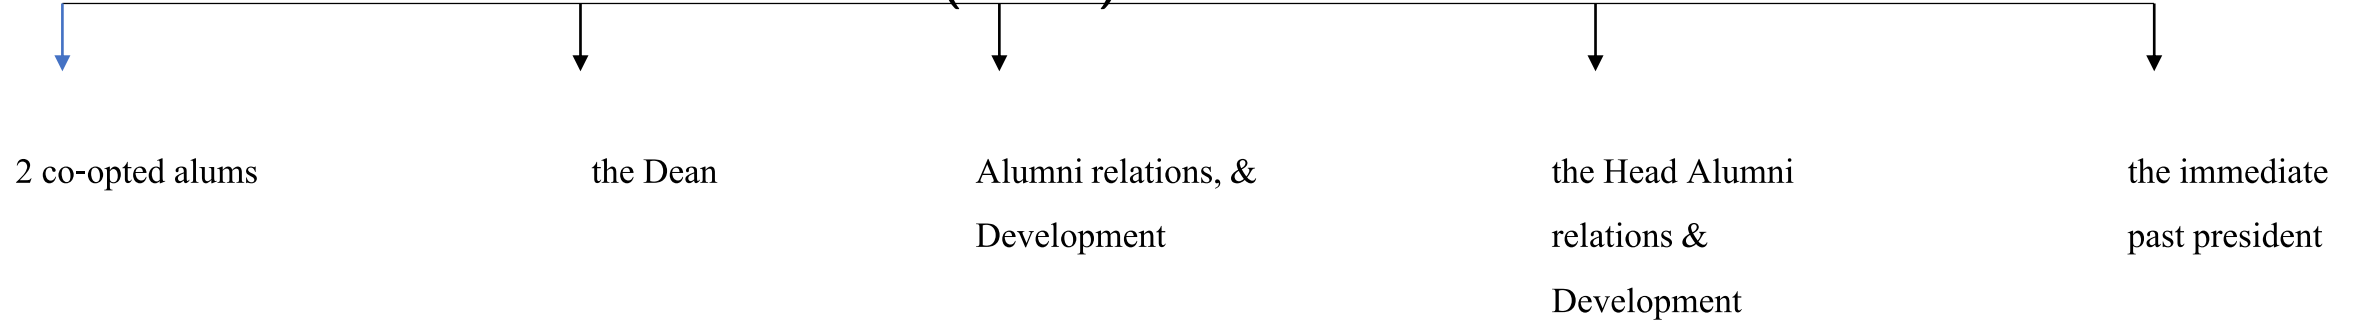 2 co-opted alums
the Dean
Alumni relations, &
Development
the Head Alumni
relations &
Development
the immediate
past president